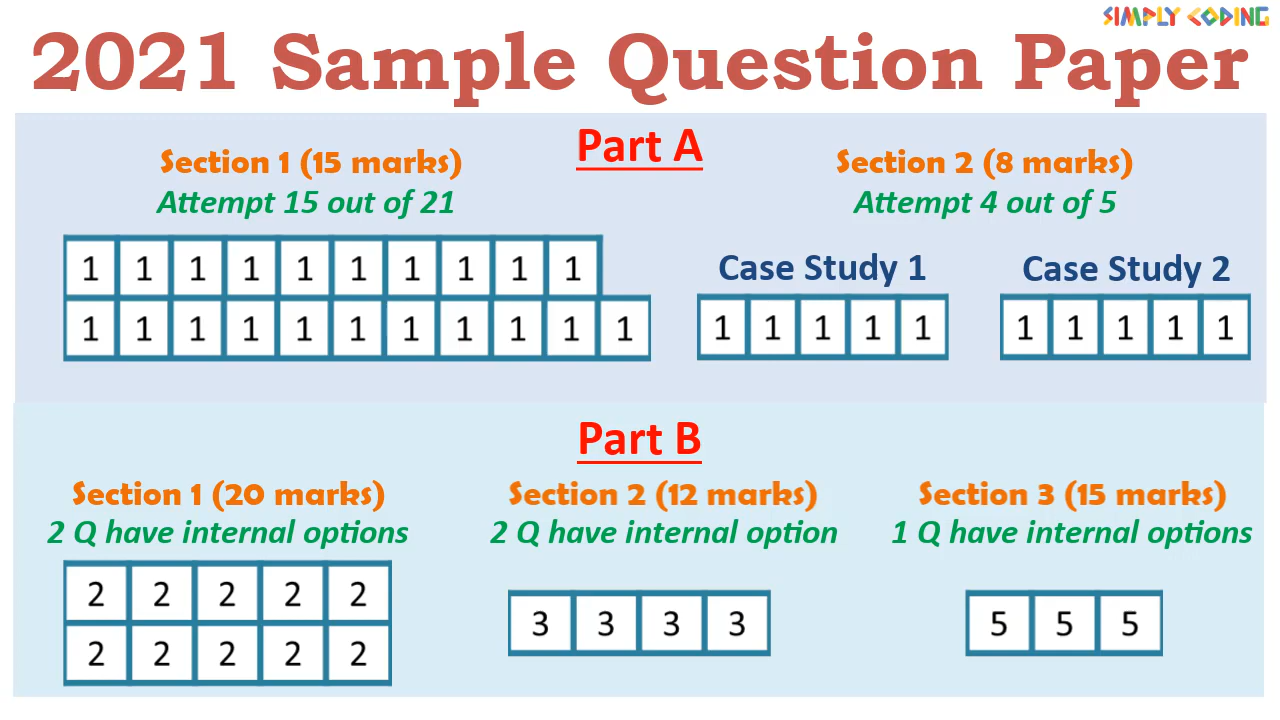 SIMPLY CODING
2021 Sample Question Paper
Part A
Section 1 (15 marks)
Attempt 15 out of 21
1 1 1 1 1 1 1 1 1 1
1 1 1 1 1 1 1 1 1 1 1
Section 2 (8 marks)
Attempt 4 out of 5
Case Study 1
1 1 1 1 1
Case Study 2
1 1 1 1 1
Part B
Section 1 (20 marks)
2 Q have internal options
2 2 2 2 2
2 2 2 2 2
Section 2 (12 marks)
2 Q have internal option
3 3 3 3
Section 3 (15 marks)
1 Q have internal options
5 5 5